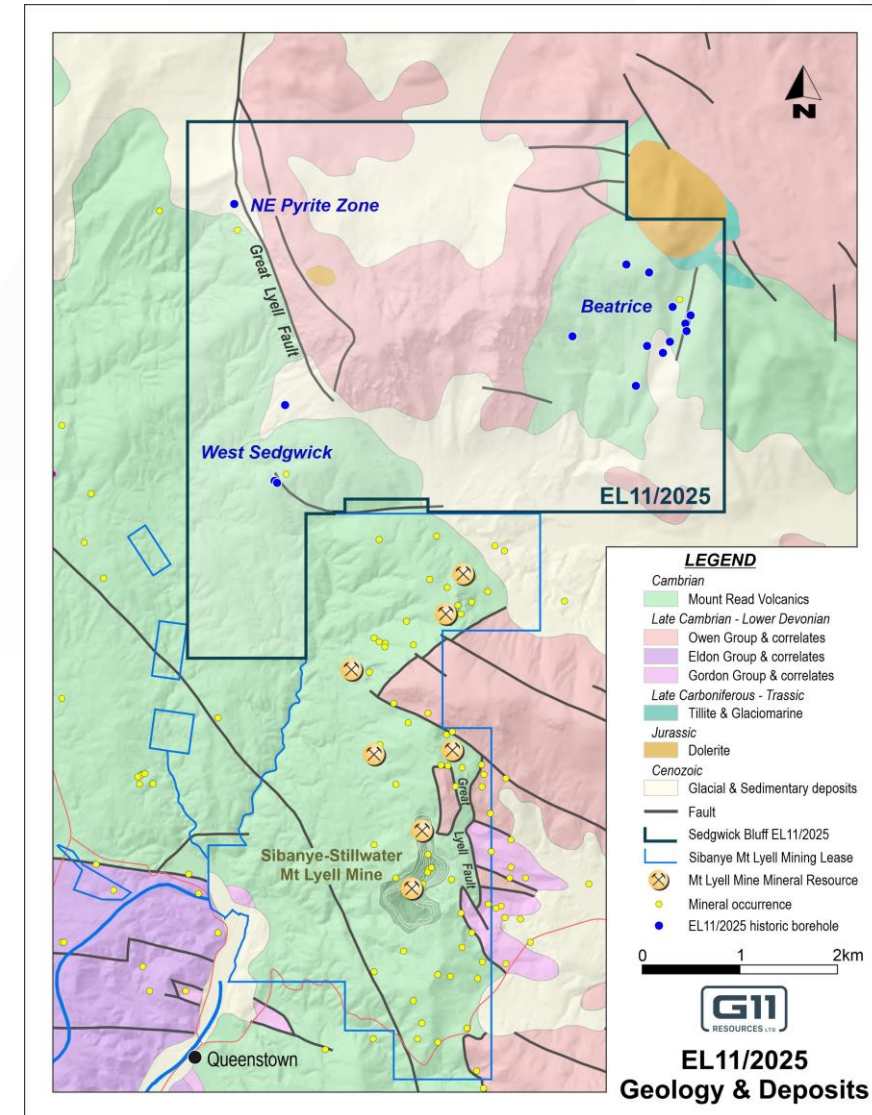 N
NE Pyrite Zone
Great Lyell Fault
Beatrice
West Sedgwick
EL11/2025
Great
Lyell Fault
Sibanye-Stillwater
Mt Lyell Mine
Queenstown
LEGEND
Cambrian
Mount Read Volcanics
Late Cambrian - Lower Devonian
Owen Group & correlates
Eldon Group & correlates
Gordon Group & correlates
Late Carboniferous - Trassic
Tillite & Glaciomarine
Jurassic
Dolerite
Cenozoic
Glacial & Sedimentary deposits
Fault
Sedgwick Bluff EL11/2025
Sibanye Mt Lyell Mining Lease
Mt Lyell Mine Mineral Resource
Mineral occurrence
EL11/2025 historic borehole
0 1 2km
G11
RESOURCES LTD
EL11/2025
Geology & Deposits